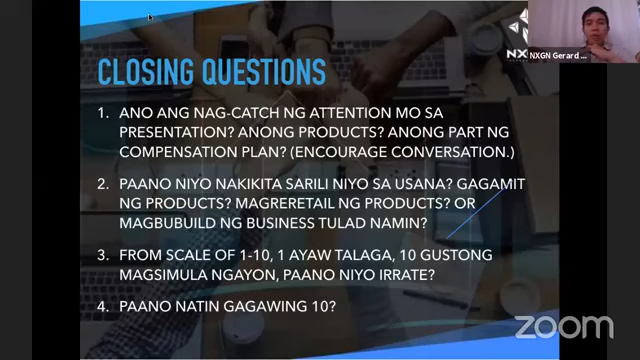 NXGN
NXGN Gerard ...
CLOSING QUESTIONS
1. ANO ANG NAG-CATCH NG ATTENTION MO SA
PRESENTATION? ANONG PRODUCTS? ANONG PART NG
COMPENSATION PLAN? (ENCOURAGE CONVERSATION.)
2. PAANO NIYO NAKIKITA SARILI NIYO SA USANA? GAGAMIT
NG PRODUCTS? MAGRERETAIL NG PRODUCTS? OR
MAGBUBUILD NG BUSINESS TULAD NAMIN?
3. FROM SCALE OF 1-10, 1 AYAW TALAGA, 10 GUSTONG
MAGSIMULA NGAYON, PAANO NIYO IRRATE?
4. PAANO NATIN GAGAWING 10?
zoom